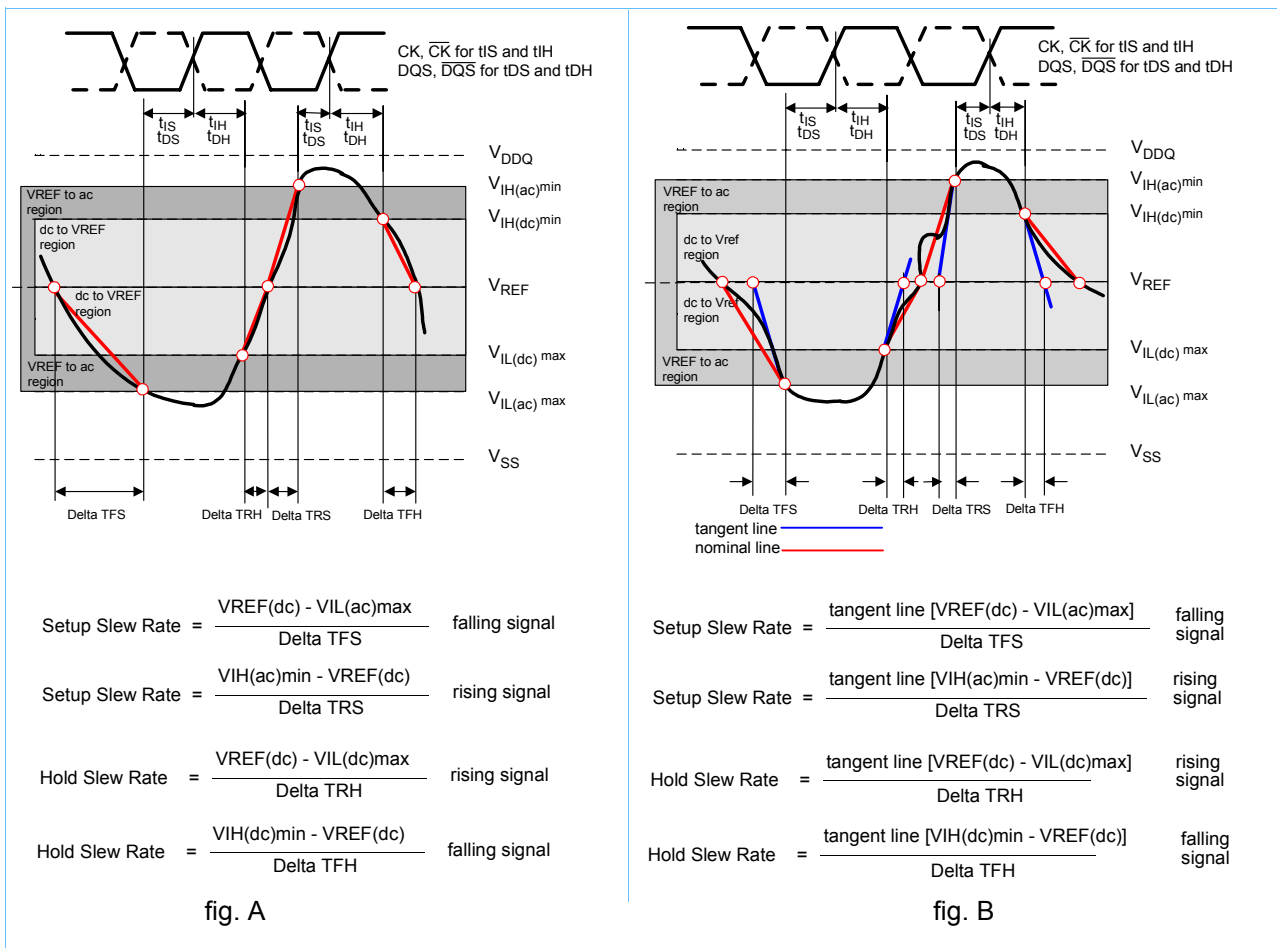 CK, CK for tIS and tIH
DQS, DQS for tDS and tDH
tIS
tDS
tIH
tDH
tIS
tDS
tIH
tDH
VDDQ
VREF to ac
region
VIH(ac)min
VIH(dc)min
dc to VREF
region
VREF
dc to VREF
region
VIL(dc)max
VREF to ac
region
VIL(ac)max
VSS
Delta TFS
Delta TRH
Delta TRS
Delta TFH
Setup Slew Rate = VREF(dc) - VIL(ac)max falling signal
Delta TFS
Setup Slew Rate = VIH(ac)min - VREF(dc) rising signal
Delta TRS
Hold Slew Rate = VREF(dc) - VIL(dc)max rising signal
Delta TRH
Hold Slew Rate = VIH(dc)min - VREF(dc) falling signal
Delta TFH
fig. A
CK, CK for tIS and tIH
DQS, DQS for tDS and tDH
tIS
tDS
tIH
tDH
tIS
tDS
tIH
tDH
VDDQ
VREF to ac
region
VIH(ac)min
VIH(dc)min
dc to Vref
region
VREF
dc to Vref
region
VIL(dc)max
VREF to ac
region
VIL(ac)max
VSS
Delta TFS
Delta TRH
Delta TRS
Delta TFH
tangent line
nominal line
Setup Slew Rate = tangent line [VREF(dc) - VIL(ac)max] falling
signal
Delta TFS
Setup Slew Rate = tangent line [VIH(ac)min - VREF(dc)] rising
signal
Delta TRS
Hold Slew Rate = tangent line [VREF(dc) - VIL(dc)max] rising
signal
Delta TRH
Hold Slew Rate = tangent line [VIH(dc)min - VREF(dc)] falling
signal
Delta TFH
fig. B